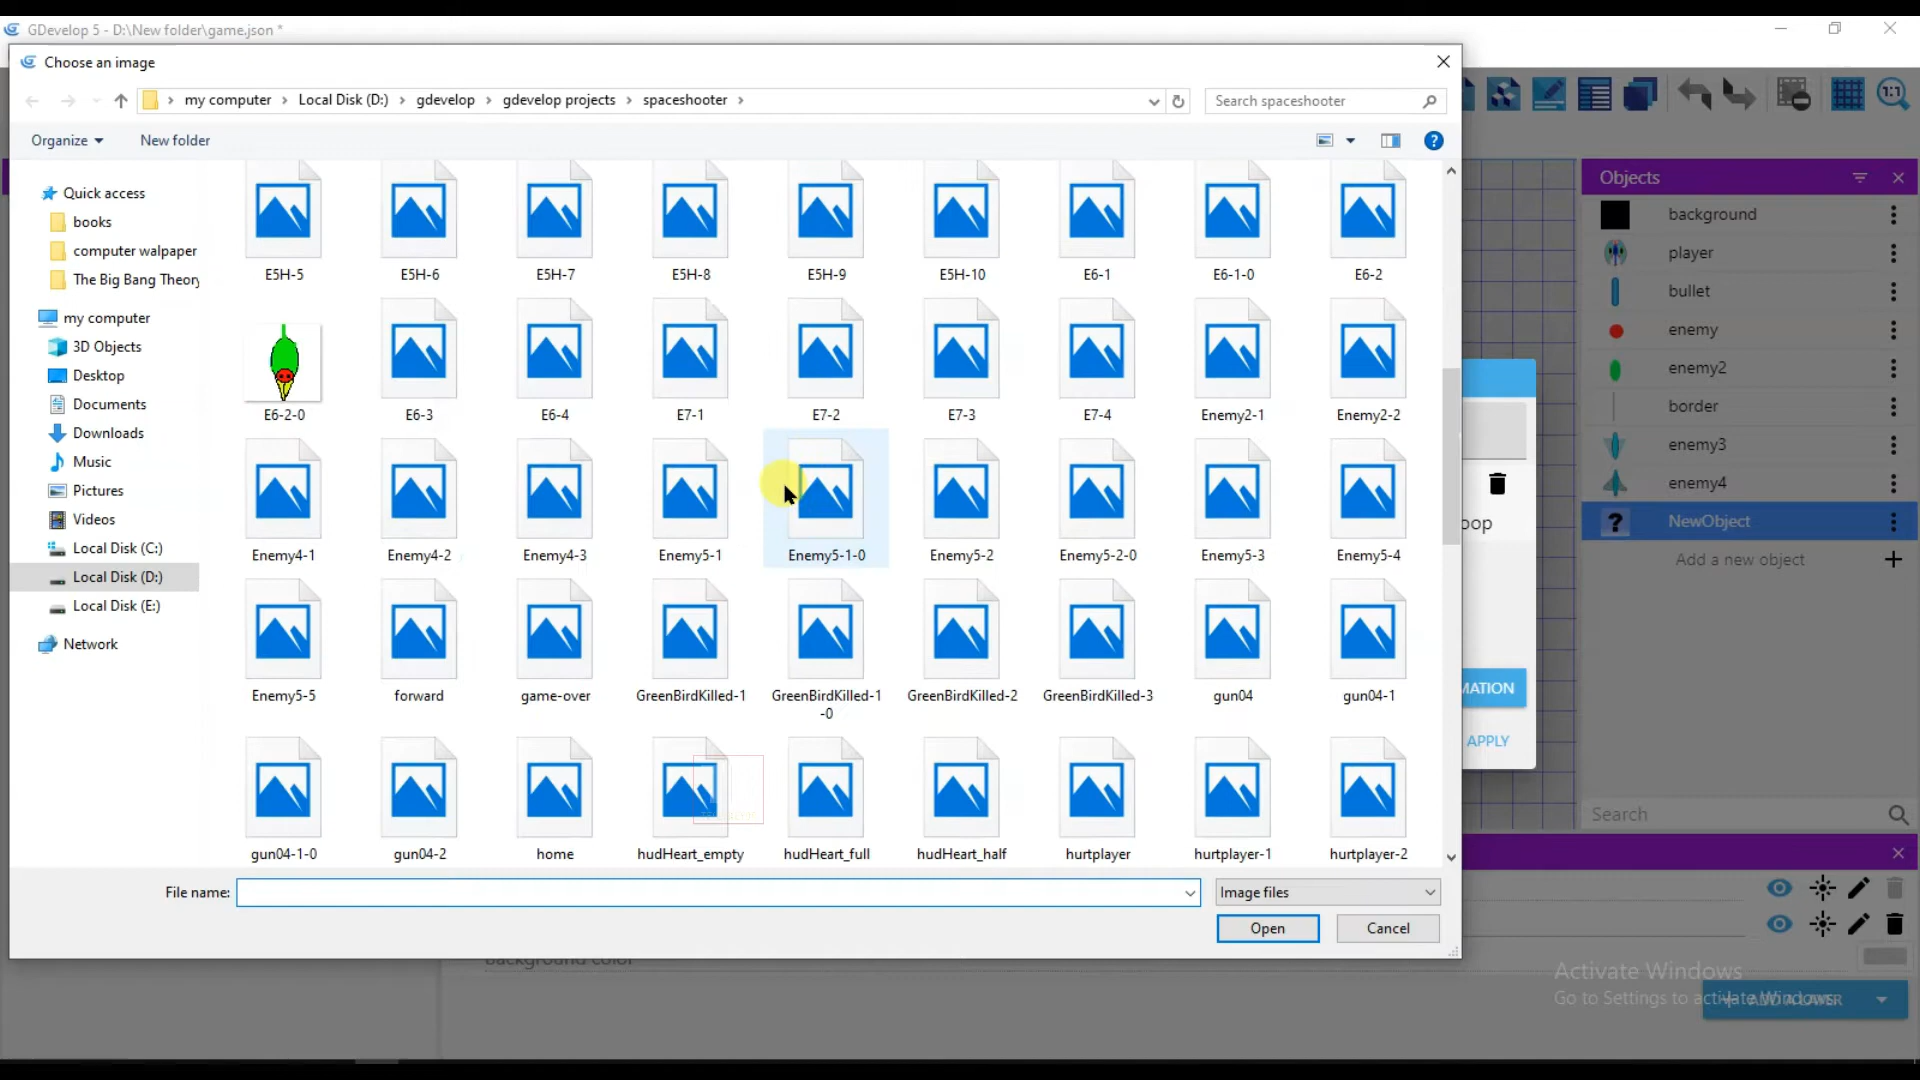 GDevelop 5 - D:\New folder\game.json *
Choose an image
my computer > Local Disk (D:) > gdevelop > gdevelop projects > spaceshooter >
Search spaceshooter
Organize
New folder
Quick access
books
computer walpaper
The Big Bang Theory
my computer
3D Objects
Desktop
Documents
Downloads
Music
Pictures
Videos
Local Disk (C:)
Local Disk (D:)
Local Disk (E:)
Network
E5H-5 E5H-6 E5H-7 E5H-8 E5H-9 E5H-10 E6-1 E6-1-0 E6-2
E6-2-0 E6-3 E6-4 E7-1 E7-2 E7-3 E7-4 Enemy2-1 Enemy2-2
Enemy4-1 Enemy4-2 Enemy4-3 Enemy5-1 Enemy5-1-0 Enemy5-2 Enemy5-2-0 Enemy5-3 Enemy5-4
Enemy5-5 forward game-over GreenBirdKilled-1 GreenBirdKilled-1
-0 GreenBirdKilled-2 GreenBirdKilled-3 gun04 gun04-1
gun04-1-0 gun04-2 home hudHeart_empty hudHeart_full hudHeart_half hurtplayer hurtplayer-1 hurtplayer-2
File name:
Image files
Open
Cancel
1:1
Objects
background
player
bullet
enemy
enemy2
border
enemy3
enemy4
NewObject
Add a new object
oop
MATION
APPLY
Search
Background color
Activate Windows
Go to Settings to activate Windows.
ADD A LAYER